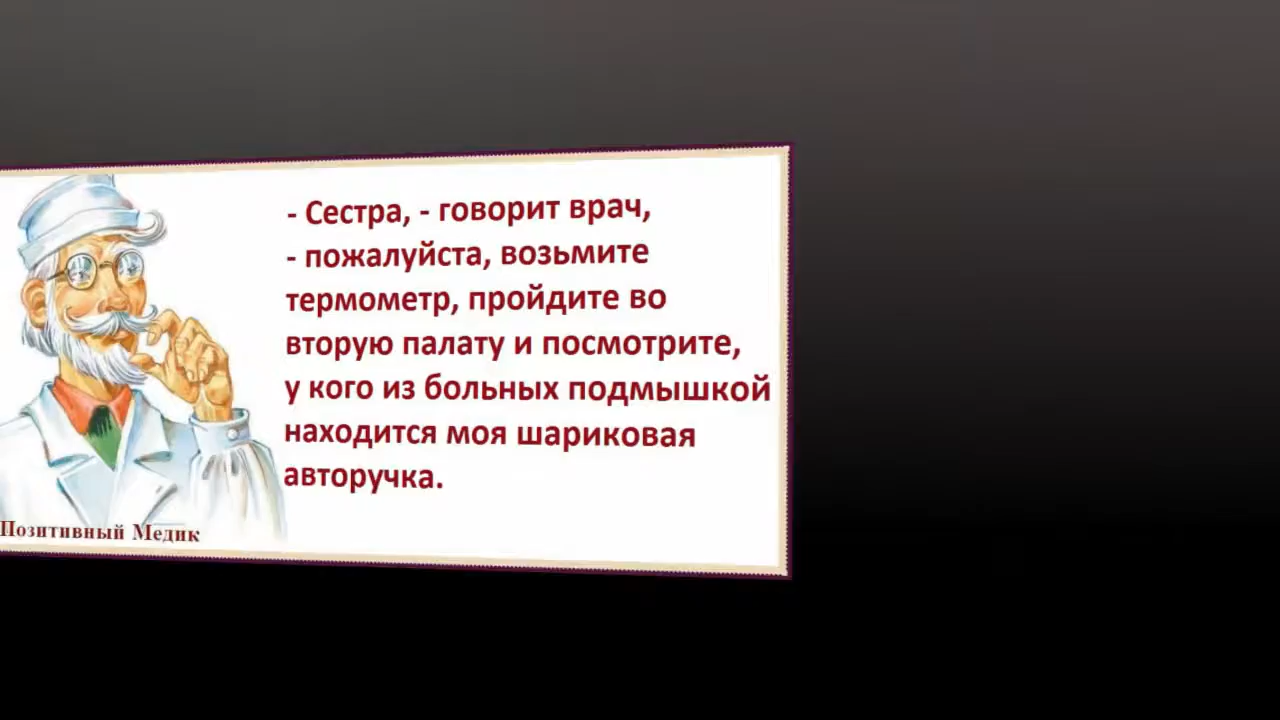 - Сестра, - говорит врач,
- пожалуйста, возьмите
термометр, пройдите во
вторую палату и посмотрите,
у кого из больных подмышкой
находится моя шариковая
авторучка.
Позитивный Медик